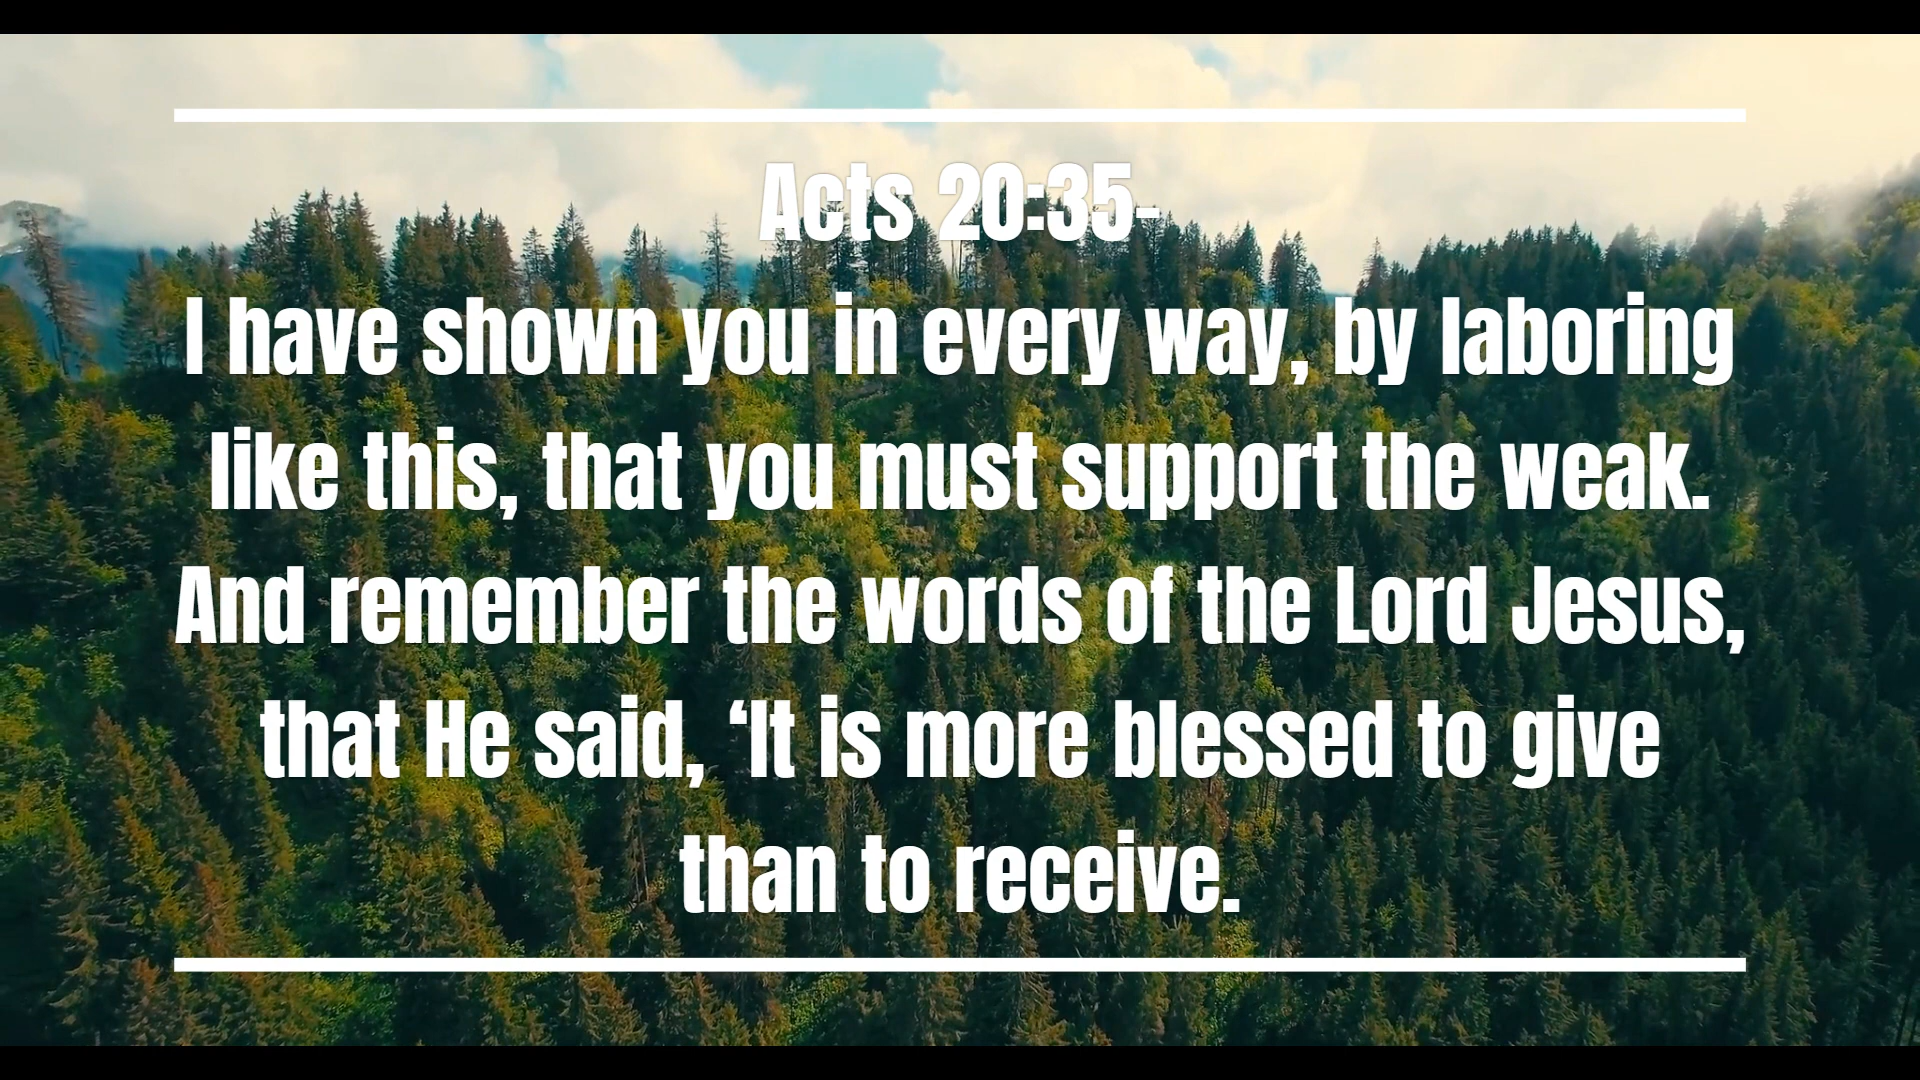 Acts 20:35-
I have shown you in every way, by laboring
like this, that you must support the weak.
And remember the words of the Lord Jesus,
that He said, ‘It is more blessed to give
than to receive.